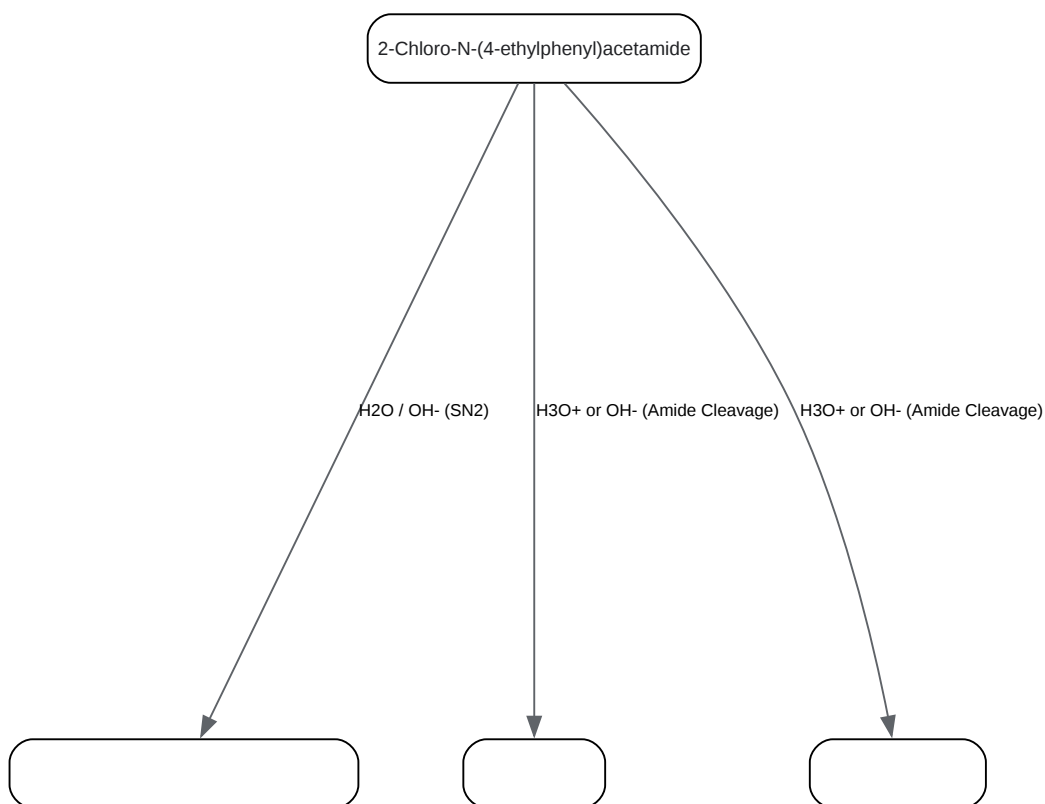 2-Chloro-N-(4-ethylphenyl)acetamide
H2O / OH- (SN2)
H3O+ or OH- (Amide Cleavage)
H3O+ or OH- (Amide Cleavage)